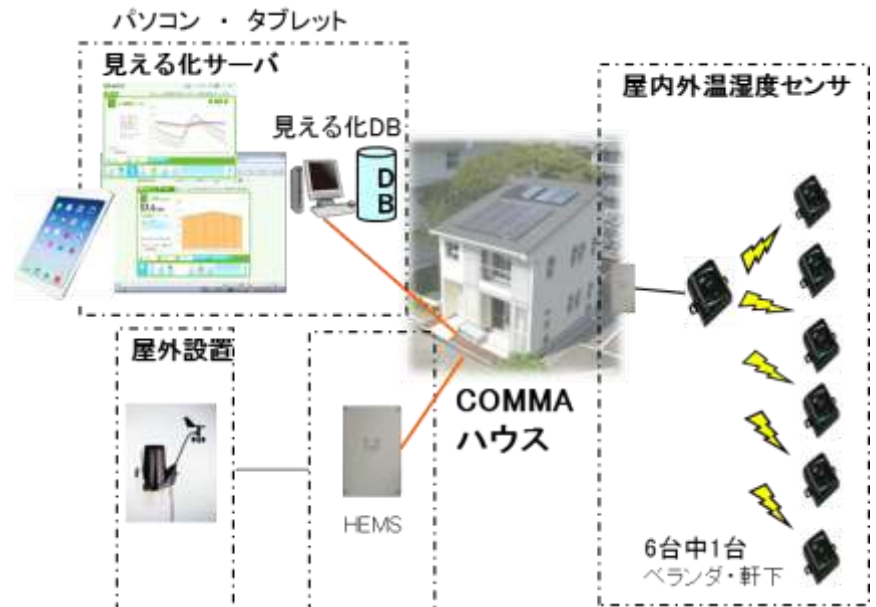 パソコン ・ タブレット
見える化サーバ
見える化DB
DB
屋内外温湿度センサ
屋外設置
COMMA
ハウス
HEMS
6台中1台
ベランダ・軒下